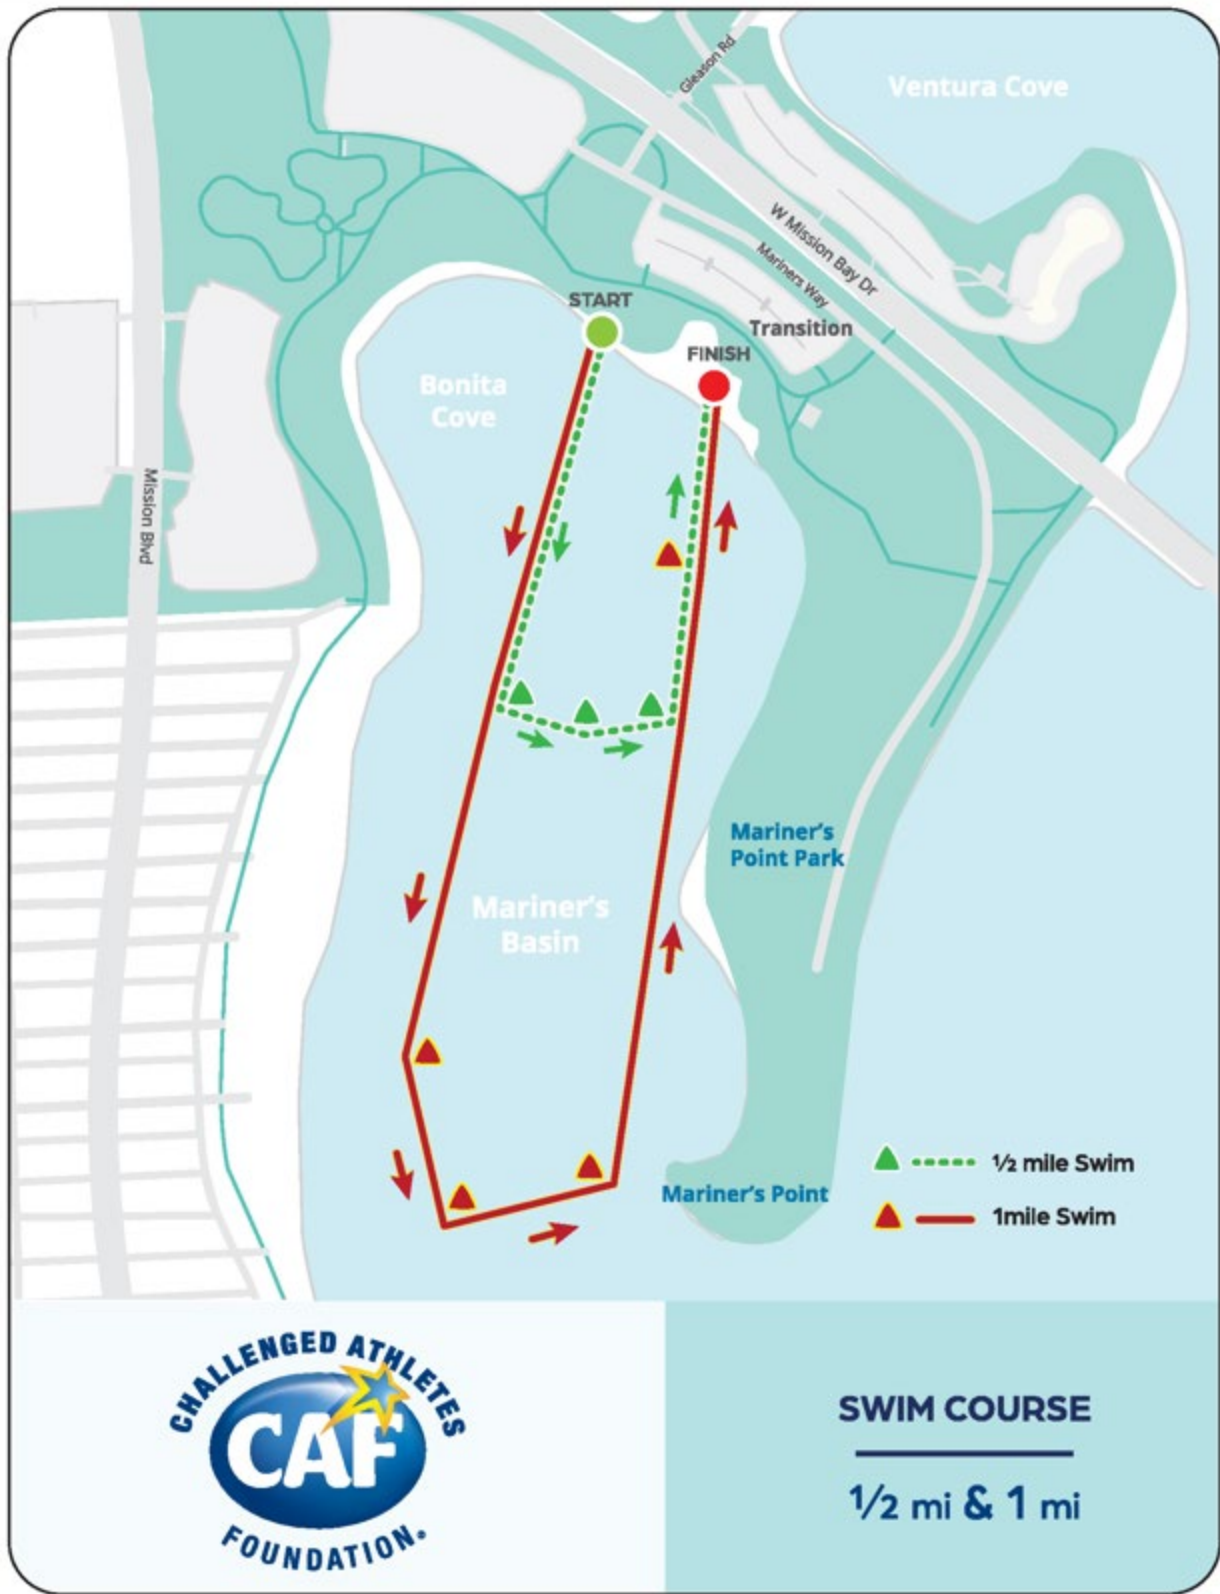 Gleason Rd
Ventura Cove
W Mission Bay Dr
Mariners Way
START
Transition
FINISH
Bonita
Cove
Mission Blvd
Mariner's
Point Park
Mariner's
Basin
½ mile Swim
Mariner's Point
1mile Swim
CHALLENGED ATHLETES
CAF
FOUNDATION.
SWIM COURSE
½ mi & 1 mi